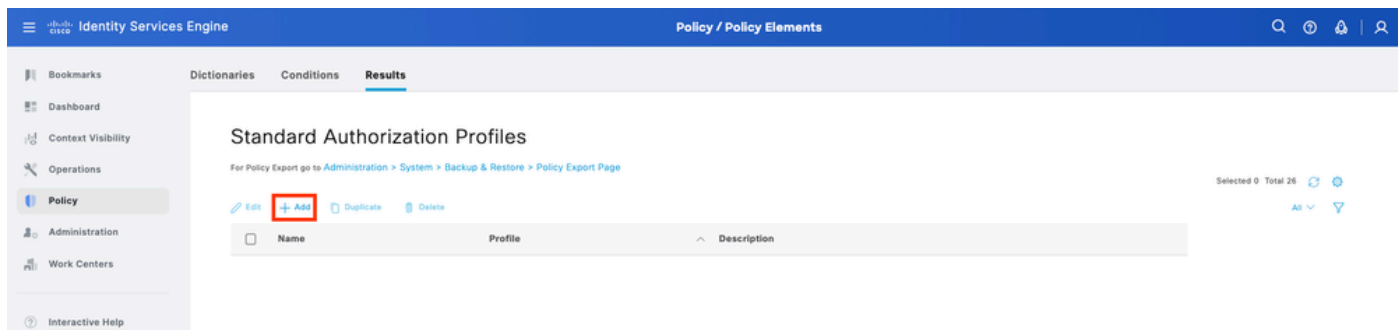 cisco Identity Services Engine
Policy / Policy Elements
Bookmarks
Dictionaries Conditions Results
Dashboard
Context Visibility
Standard Authorization Profiles
Operations
For Policy Export go to Administration > System > Backup & Restore > Policy Export Page
Selected 0 Total 26
Policy
Edit + Add Duplicate Delete
All
Administration
Name Profile Description
Work Centers
Interactive Help